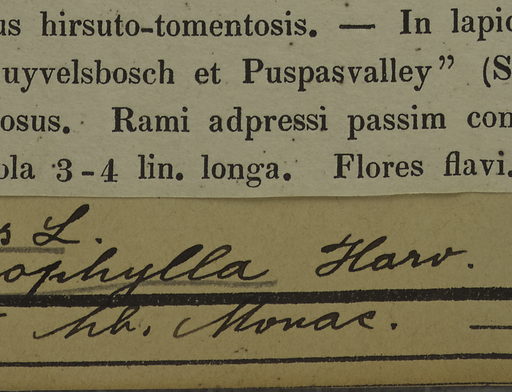 us hirsuto-tomentosis. — In lapid
uyvelsbosch et Puspasvalley” (S
osus. Rami adpressi passim con
ola 3-4 lin. longa. Flores flavi.
s L.
ophylla Harv.
hb. Monac. —